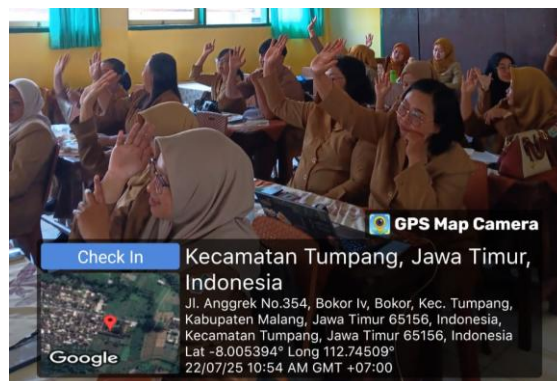 GPS Map Camera
Check In
Kecamatan Tumpang, Jawa Timur,
Indonesia
Jl. Anggrek No.354, Bokor Iv, Bokor, Kec. Tumpang,
Kabupaten Malang, Jawa Timur 65156, Indonesia,
Kecamatan Tumpang, Jawa Timur 65156, Indonesia
Lat -8.005394° Long 112.74509°
22/07/25 10:54 AM GMT +07:00
Google